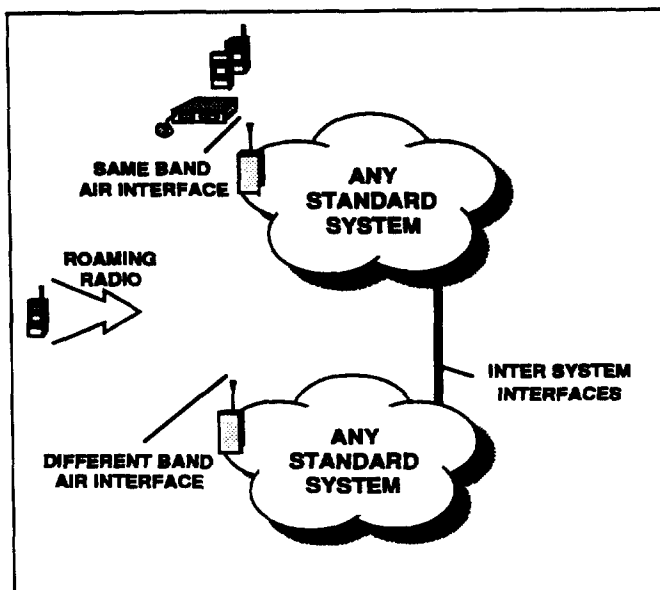 SAME BAND
AIR INTERFACE
ANY
STANDARD
SYSTEM
ROAMING
RADIO
INTER SYSTEM
INTERFACES
DIFFERENT BAND
AIR INTERFACE
ANY
STANDARD
SYSTEM